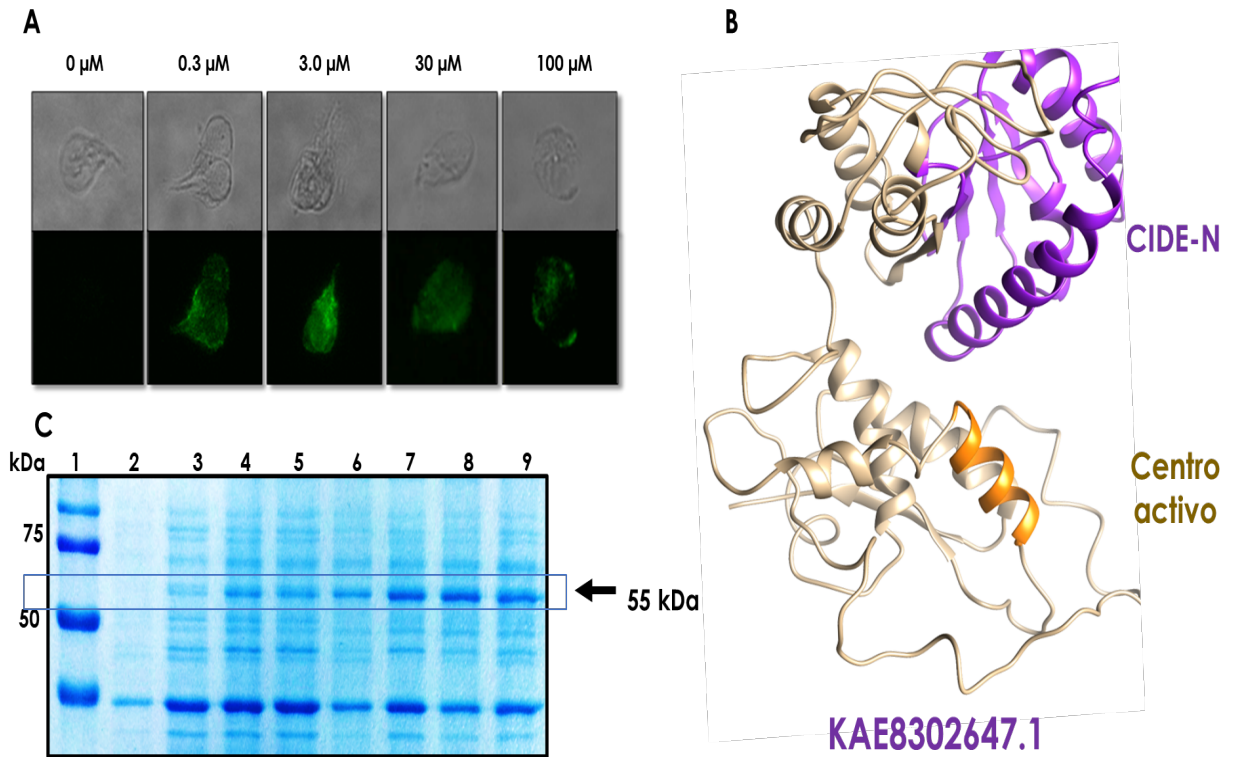 A
B
0 µM 0.3 µM 3.0 µM 30 µM 100 µM
CIDE-N
C
kDa 1 2 3 4 5 6 7 8 9
Centro
activo
75
55 kDa
50
KAE8302647.1